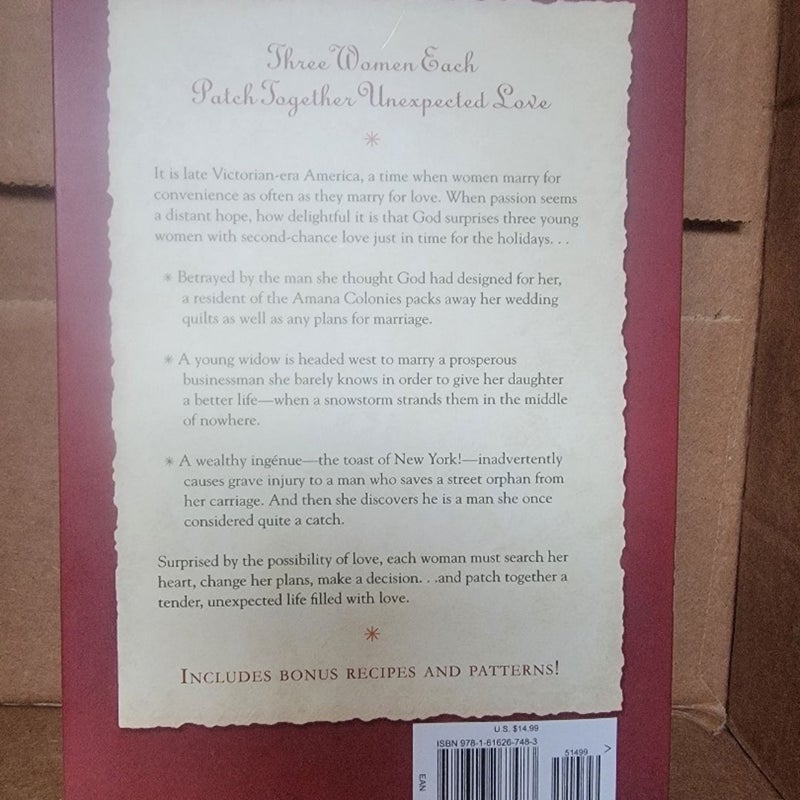 Three Women Each
Patch Together Unexpected Love
It is late Victorian-era America, a time when women marry for
convenience as often as they marry for love. When passion seems
a distant hope, how delightful it is that God surprises three young
women with second-chance love just in time for the holidays. . .
* Betrayed by the man she thought God had designed for her,
a resident of the Amana Colonies packs away her wedding
quilts as well as any plans for marriage.
* A young widow is headed west to marry a prosperous
businessman she barely knows in order to give her daughter
a better life—when a snowstorm strands them in the middle
of nowhere.
* A wealthy ingénue—the toast of New York!—inadvertently
causes grave injury to a man who saves a street orphan from
her carriage. And then she discovers he is a man she once
considered quite a catch.
Surprised by the possibility of love, each woman must search her
heart, change her plans, make a decision. . .and patch together a
tender, unexpected life filled with love.
INCLUDES BONUS RECIPES AND PATTERNS!
U.S. $14.99
ISBN 978-1-61626-748-3
51499 >
EAN